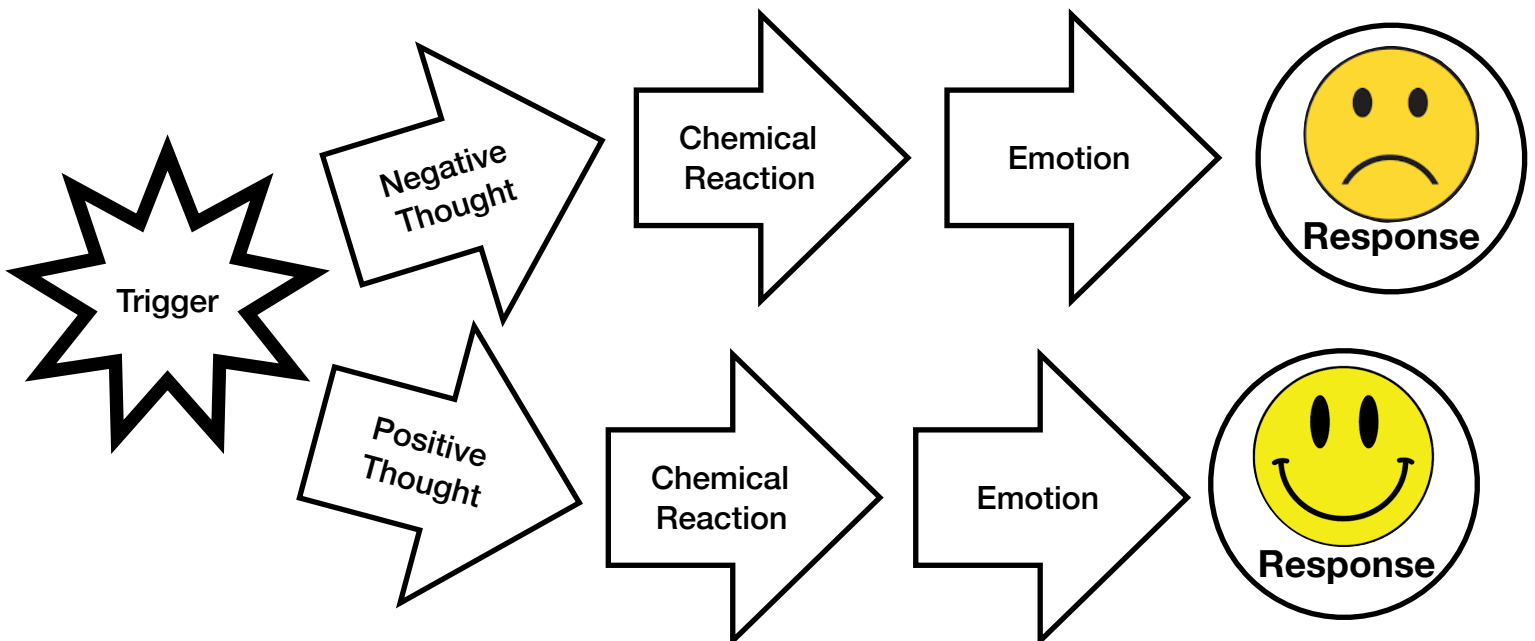 Trigger
Negative
Thought
Chemical
Reaction
Emotion
Response
Positive
Thought
Chemical
Reaction
Emotion
Response